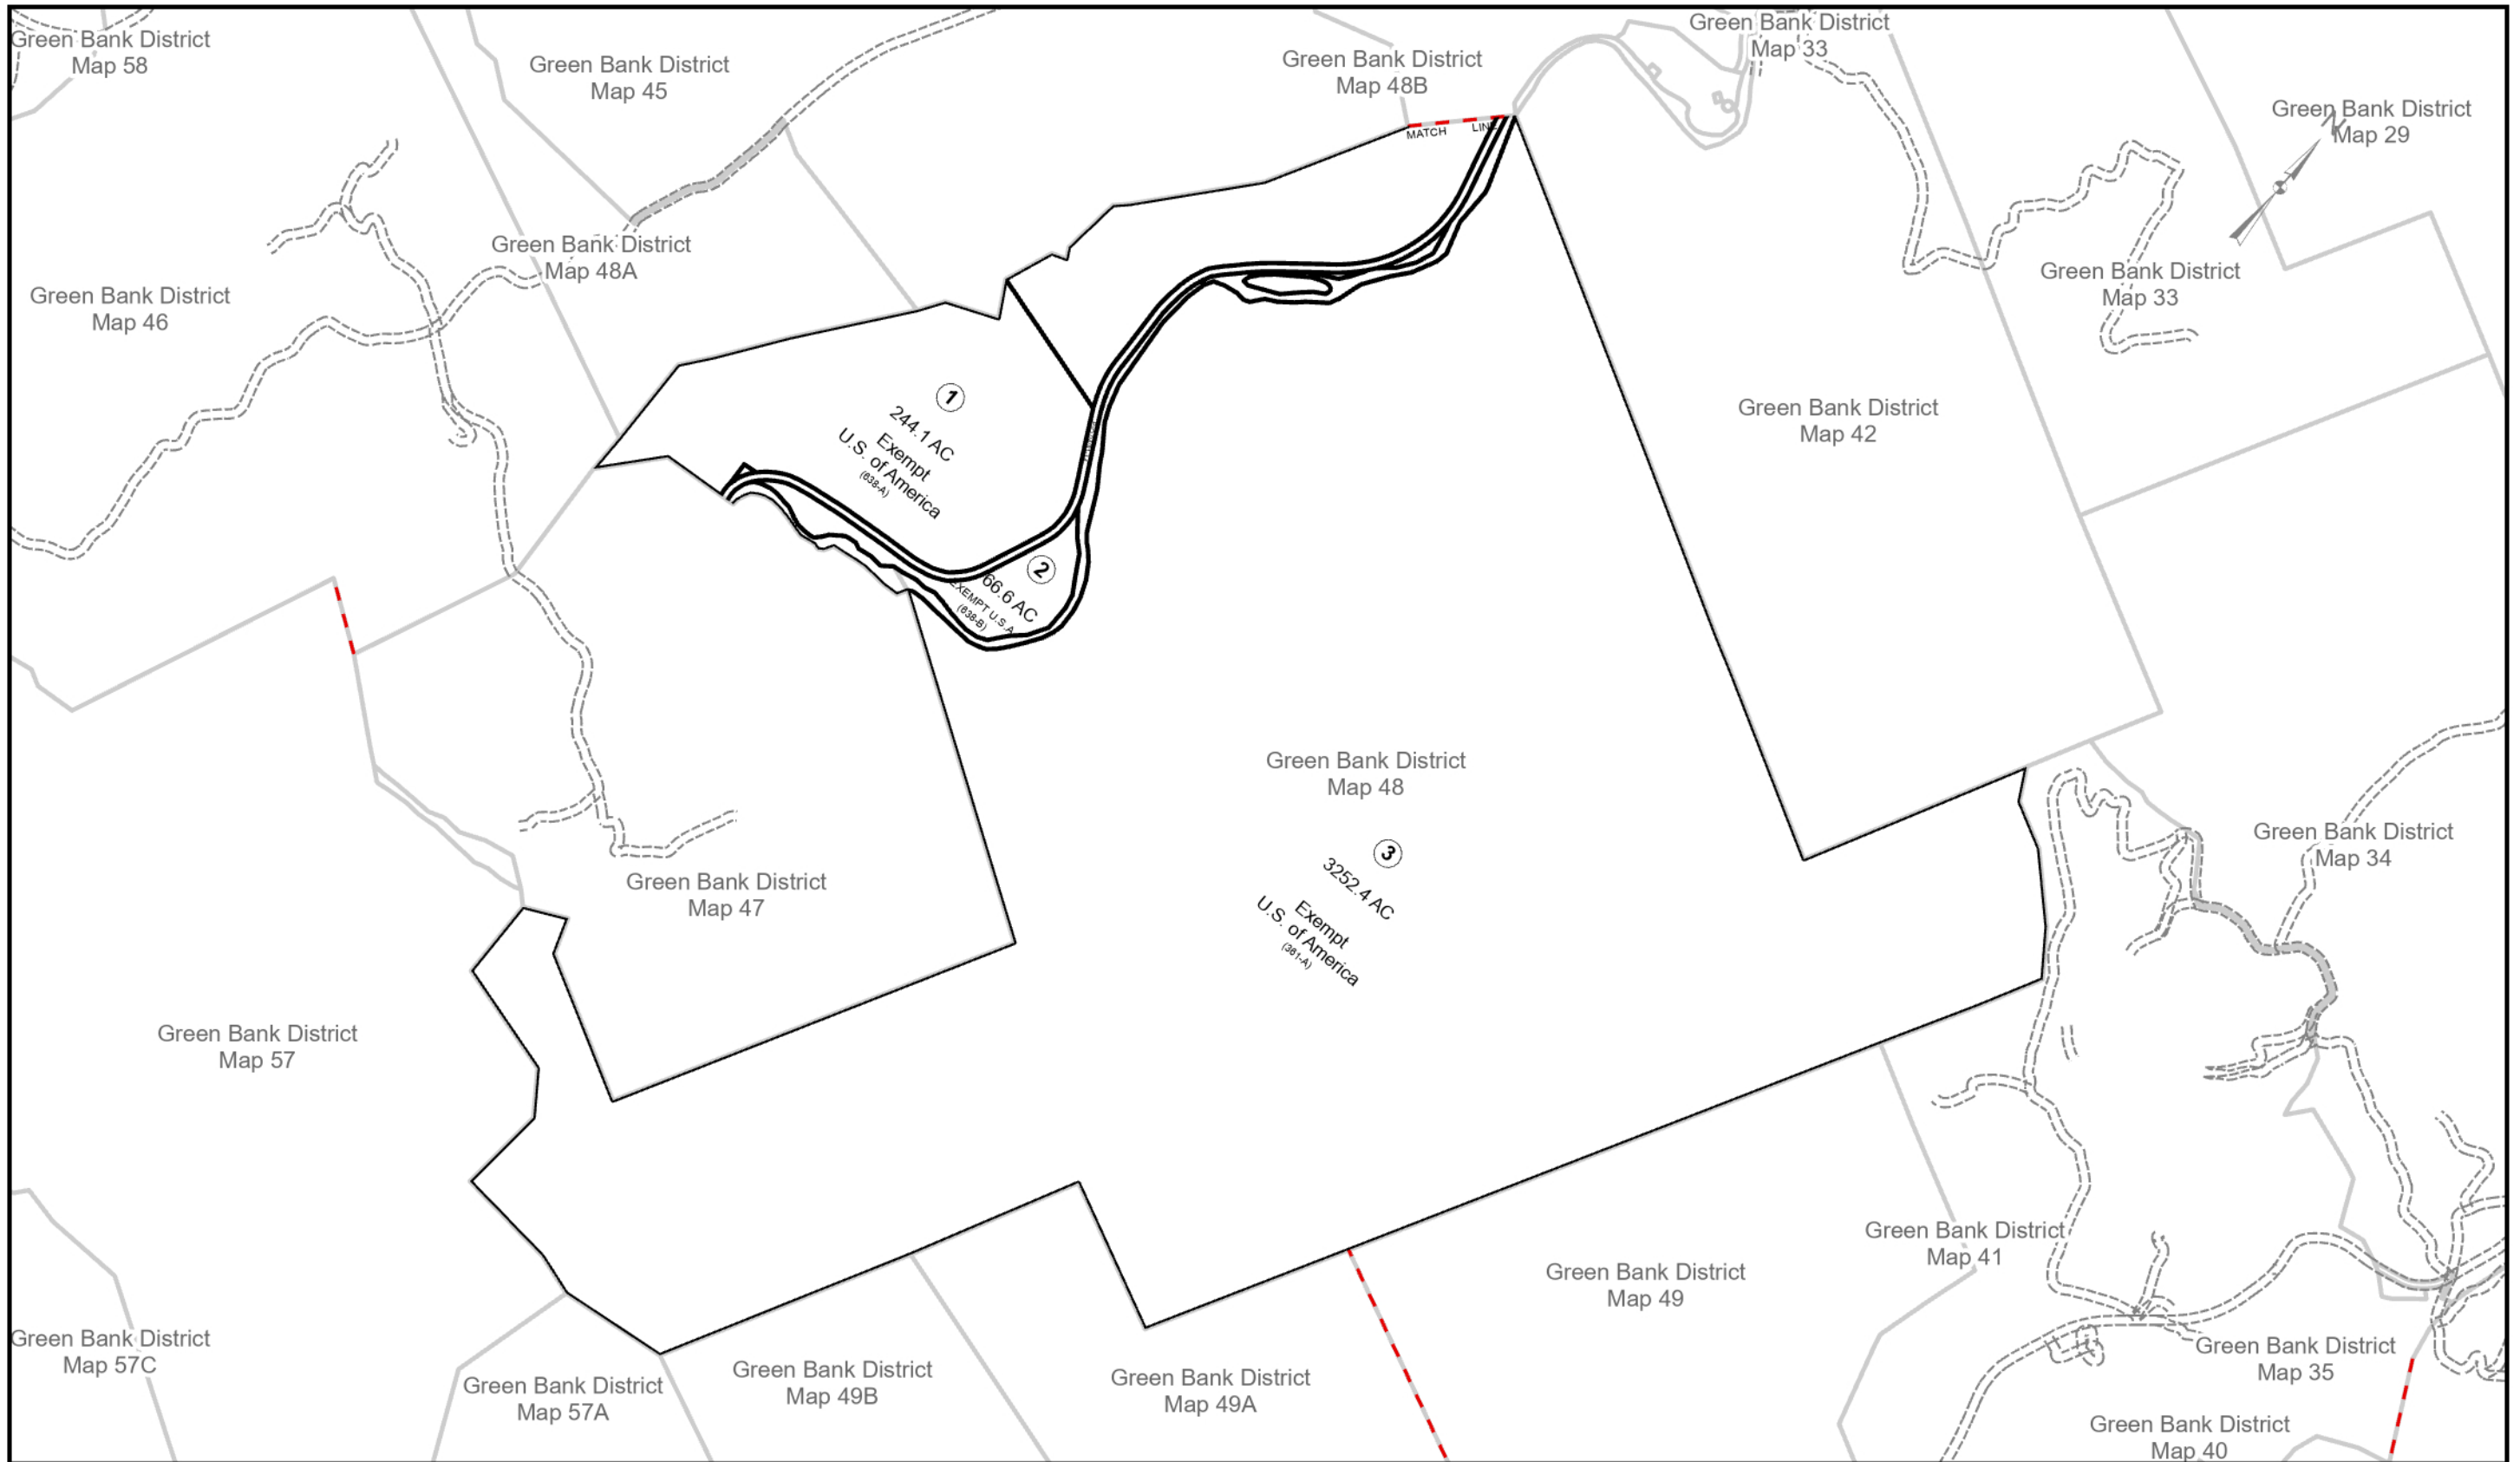 Green Bank District
Map 58
Green Bank District
Map 45
Green Bank District
Map 48B
Green Bank District
Map 33
Green Bank District
Map 29
N
MATCH LINE
Green Bank District
Map 48A
Green Bank District
Map 46
Green Bank District
Map 33
Green Bank District
Map 42
1
244.1 AC
Exempt
U.S. of America
(638-A)
2
66.6 AC
EXEMPT U.S.A.
(638-B)
Green Bank District
Map 48
3
3252.4 AC
Exempt
U.S. of America
(361-A)
Green Bank District
Map 34
Green Bank District
Map 47
Green Bank District
Map 57
Green Bank District
Map 41
Green Bank District
Map 49
Green Bank District
Map 57C
Green Bank District
Map 57A
Green Bank District
Map 49B
Green Bank District
Map 49A
Green Bank District
Map 35
Green Bank District
Map 40